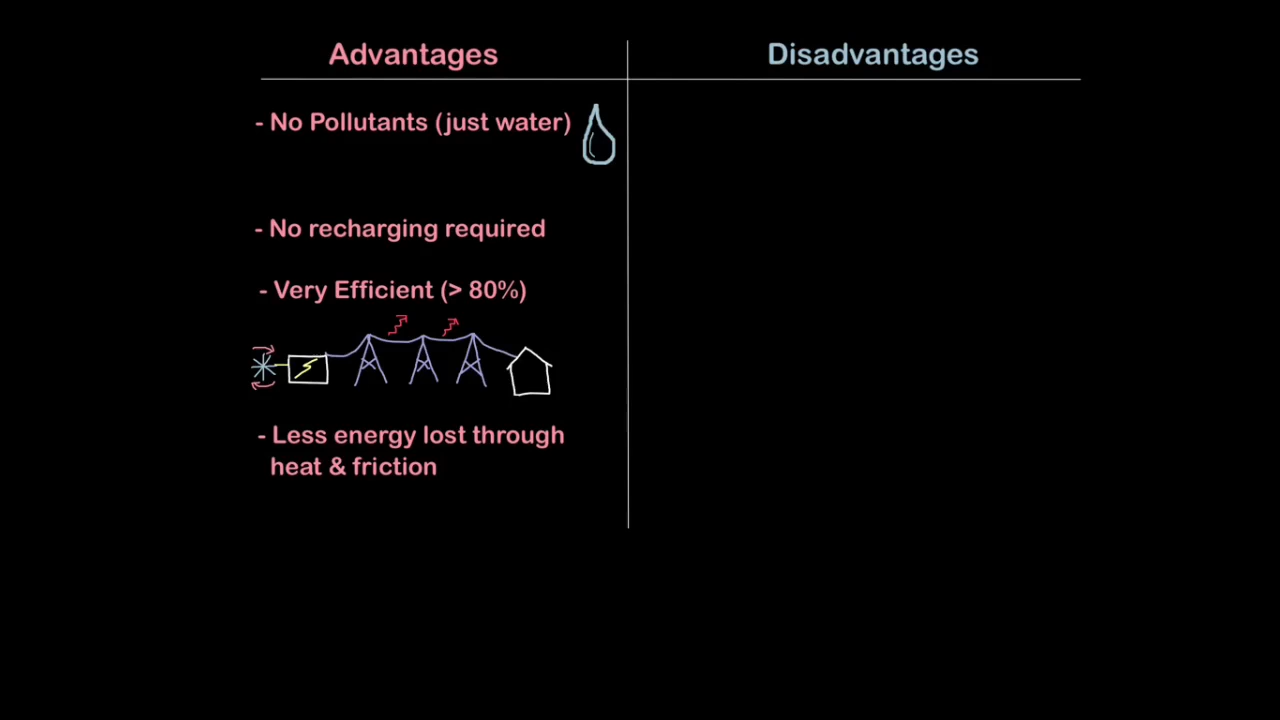 Advantages
Disadvantages
- No Pollutants (just water)
- No recharging required
- Very Efficient (> 80%)
- Less energy lost through
heat & friction